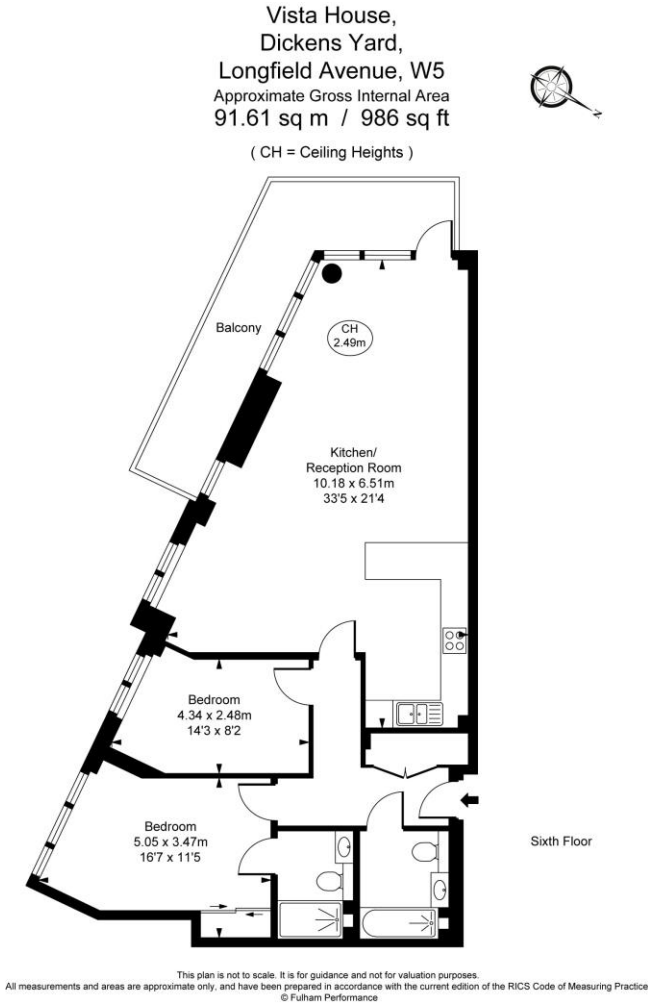 Vista House,
Dickens Yard,
Longfield Avenue, W5
Approximate Gross Internal Area
91.61 sq m / 986 sq ft
( CH = Ceiling Heights )
N
Balcony
CH
2.49m
Kitchen/
Reception Room
10.18 x 6.51m
33'5 x 21'4
Bedroom
4.34 x 2.48m
14'3 x 8'2
Bedroom
5.05 x 3.47m
16'7 x 11'5
Sixth Floor
This plan is not to scale. It is for guidance and not for valuation purposes.
All measurements and areas are approximate only, and have been prepared in accordance with the current edition of the RICS Code of Measuring Practice
© Fulham Performance